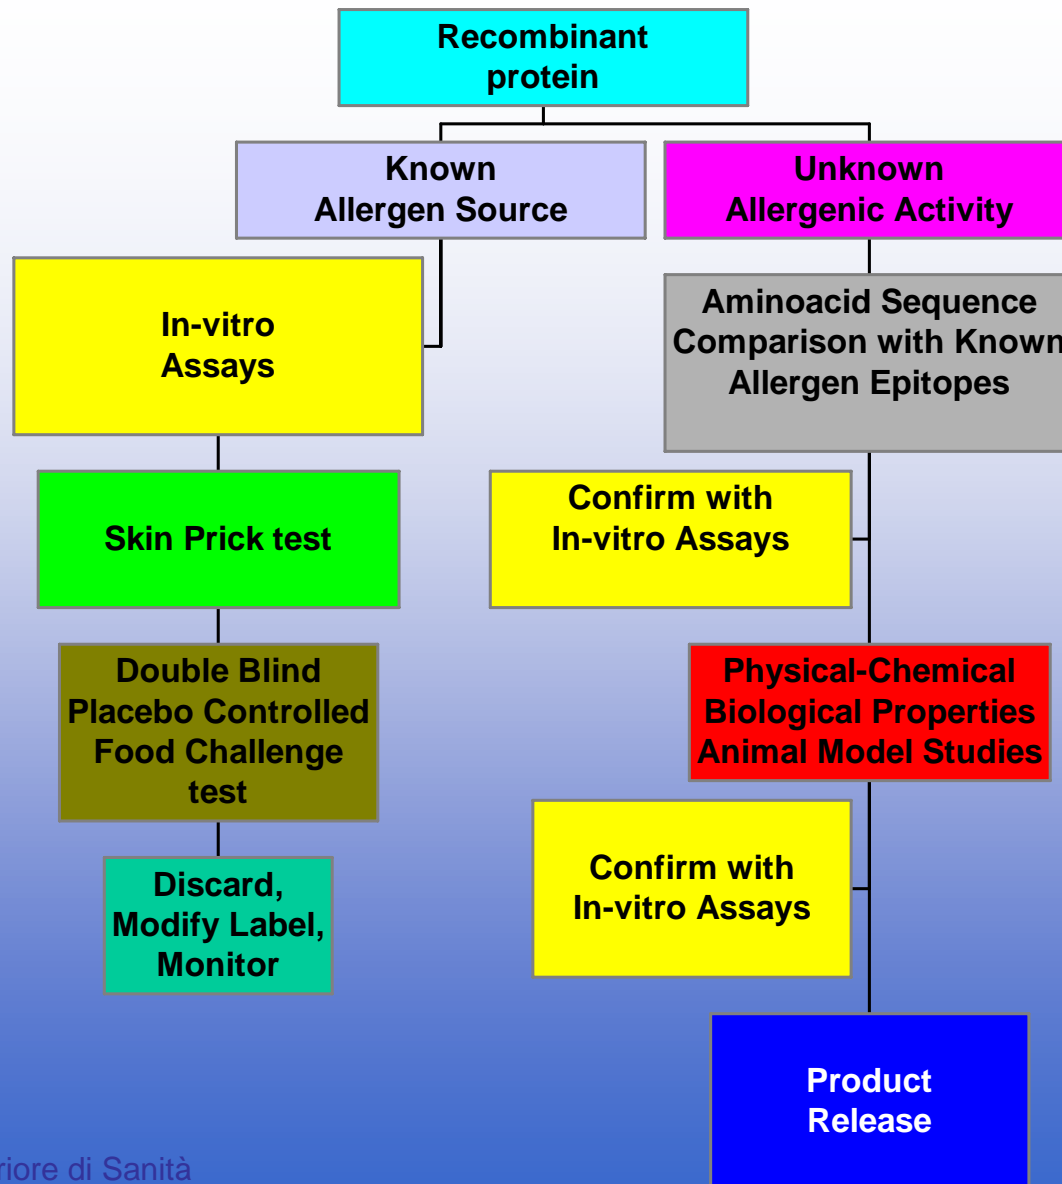 Recombinant
protein
Known
Allergen Source
Unknown
Allergenic Activity
In-vitro
Assays
Aminoacid Sequence
Comparison with Known
Allergen Epitopes
Skin Prick test
Confirm with
In-vitro Assays
Double Blind
Placebo Controlled
Food Challenge
test
Physical-Chemical
Biological Properties
Animal Model Studies
Discard,
Modify Label,
Monitor
Confirm with
In-vitro Assays
Product
Release
riore di Sanità